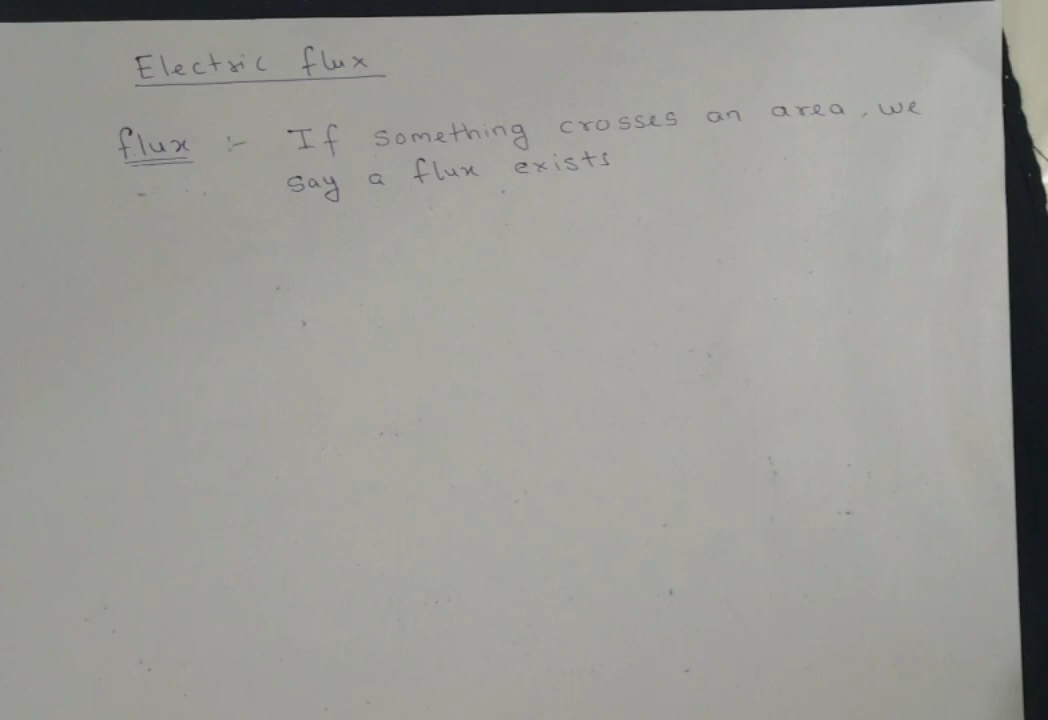 Electric flux
flux :- If something crosses an area, we
say a flux exists